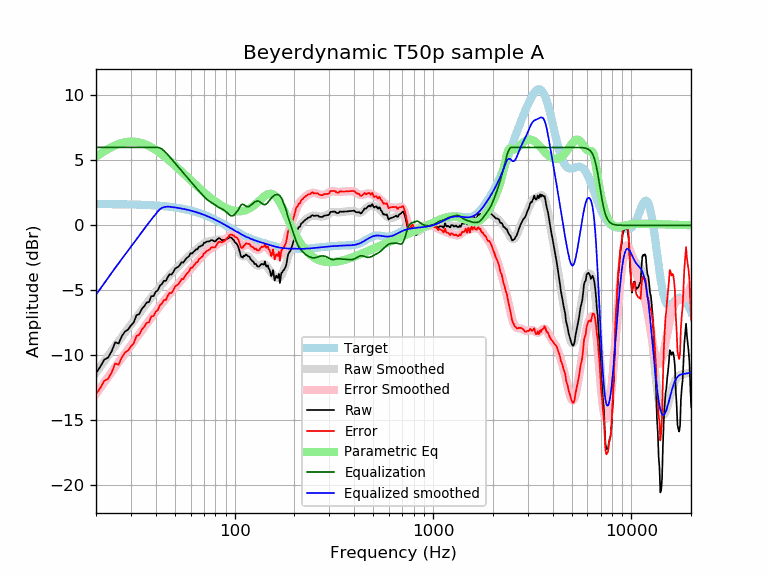 Beyerdynamic T50p sample A
10
5
0
−5
−10
−15
−20
Amplitude (dBr)
Target
Raw Smoothed
Error Smoothed
Raw
Error
Parametric Eq
Equalization
Equalized smoothed
100
1000
10000
Frequency (Hz)